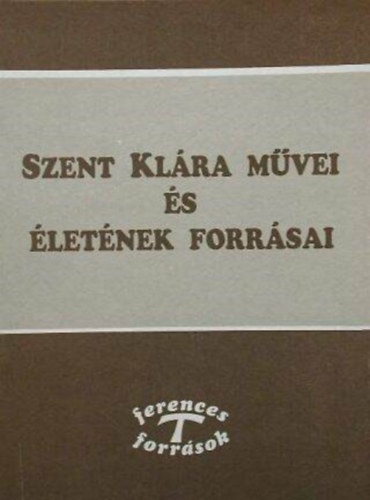 SZENT KLÁRA MŰVEI
ÉS
ÉLETÉNEK FORRÁSAI
ferences
T
források